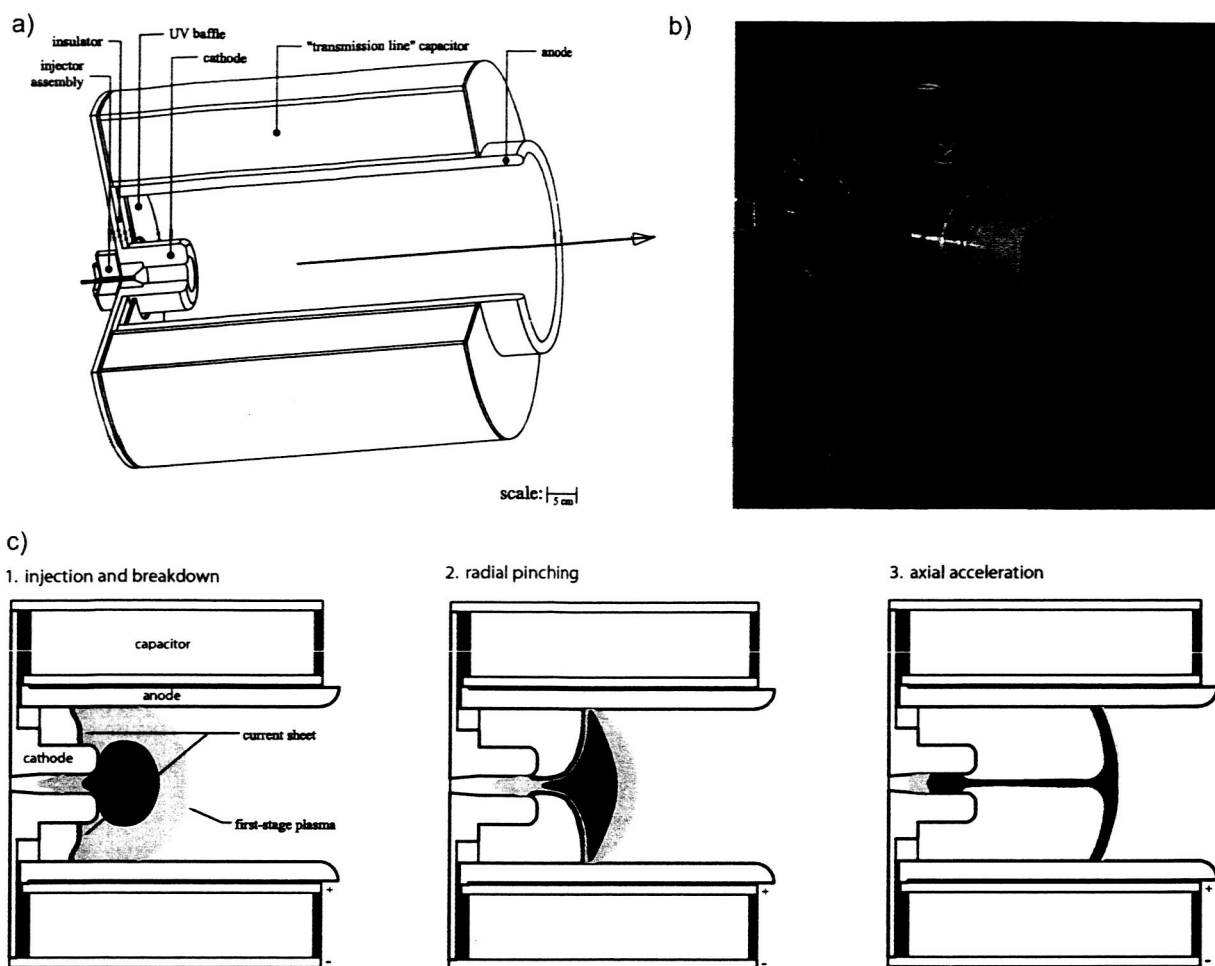 a)
insulator
UV baffle
"transmission line" capacitor
b)
injector
assembly
cathode
anode
scale:
5 cm
c)
1. injection and breakdown
2. radial pinching
3. axial acceleration
capacitor
anode
current sheet
cathode
first-stage plasma
+
-
+
-
+
-